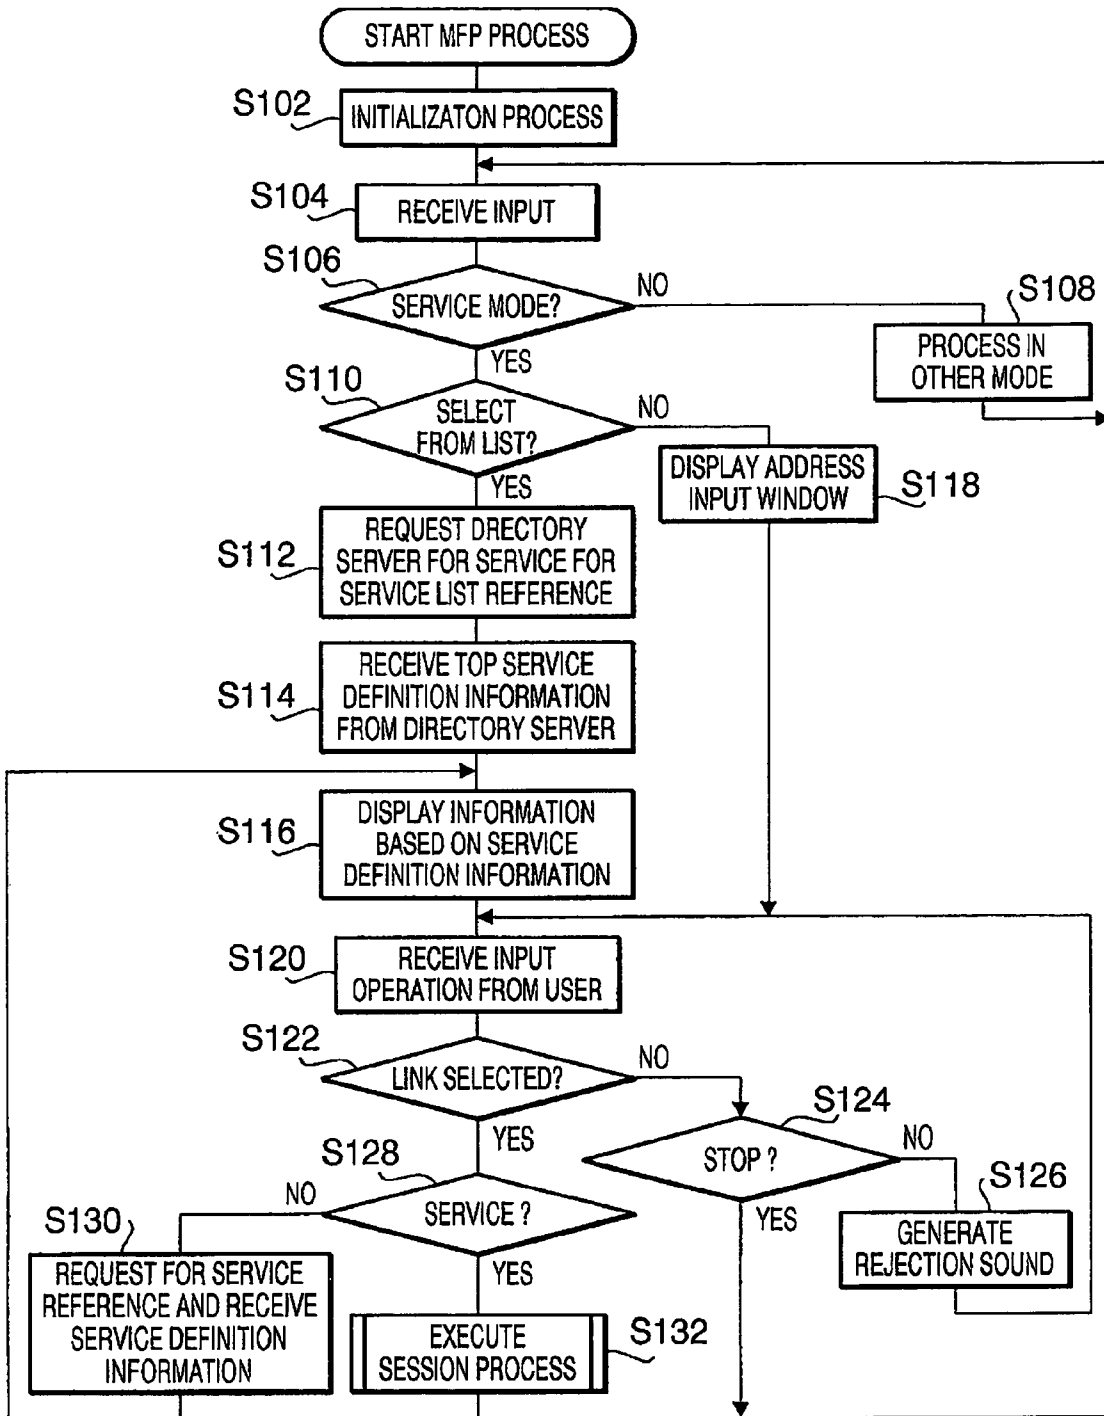 START MFP PROCESS
S102
INITIALIZATON PROCESS
S104
RECEIVE INPUT
S106
SERVICE MODE?
NO
YES
S108
PROCESS IN
OTHER MODE
S110
SELECT
FROM LIST?
NO
YES
DISPLAY ADDRESS
INPUT WINDOW
S118
S112
REQUEST DRECTORY
SERVER FOR SERVICE FOR
SERVICE LIST REFERENCE
S114
RECEIVE TOP SERVICE
DEFINITION INFORMATION
FROM DIRECTORY SERVER
S116
DISPLAY INFORMATION
BASED ON SERVICE
DEFINITION INFORMATION
S120
RECEIVE INPUT
OPERATION FROM USER
S122
LINK SELECTED?
NO
YES
S124
STOP ?
NO
YES
S126
GENERATE
REJECTION SOUND
S128
SERVICE ?
NO
YES
S130
REQUEST FOR SERVICE
REFERENCE AND RECEIVE
SERVICE DEFINITION
INFORMATION
EXECUTE
SESSION PROCESS
S132